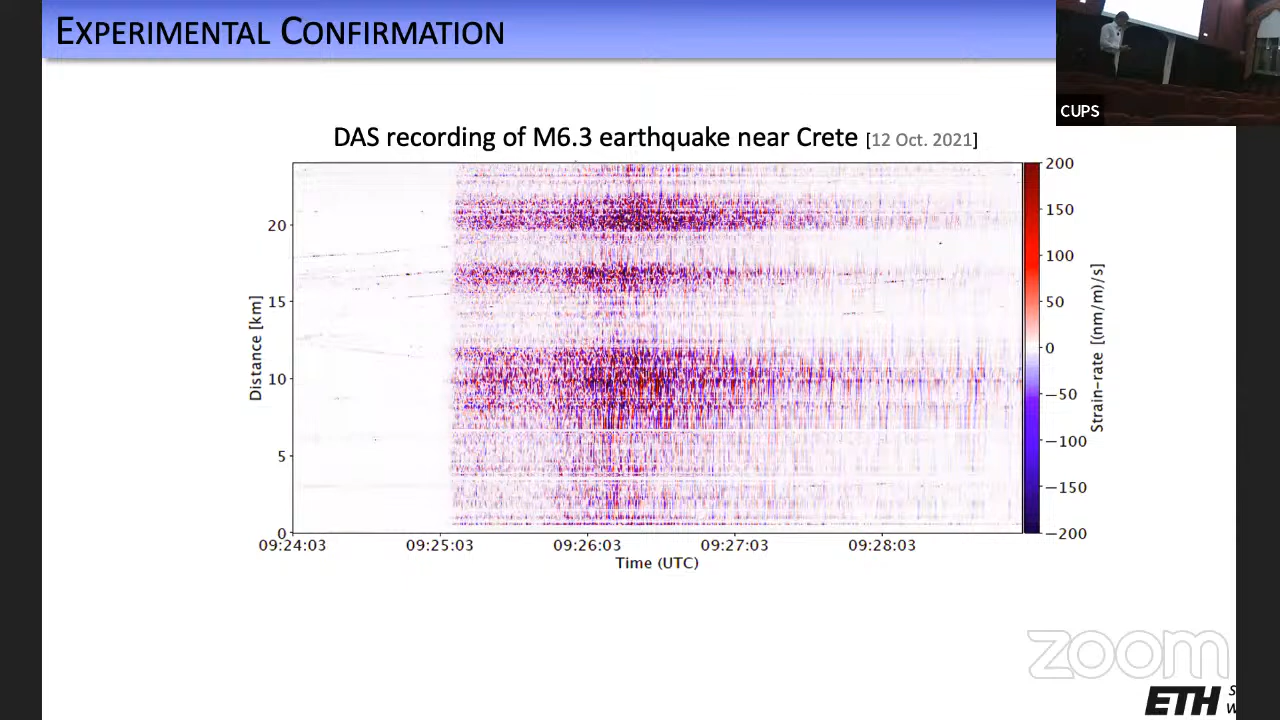 EXPERIMENTAL CONFIRMATION
CUPS
DAS recording of M6.3 earthquake near Crete [12 Oct. 2021]
Distance [km]
20
15
10
5
0
09:24:03 09:25:03 09:26:03 09:27:03 09:28:03
Time (UTC)
200
150
100
50
0
−50
−100
−150
−200
Strain−rate [(nm/m)/s]
zoom
ETH